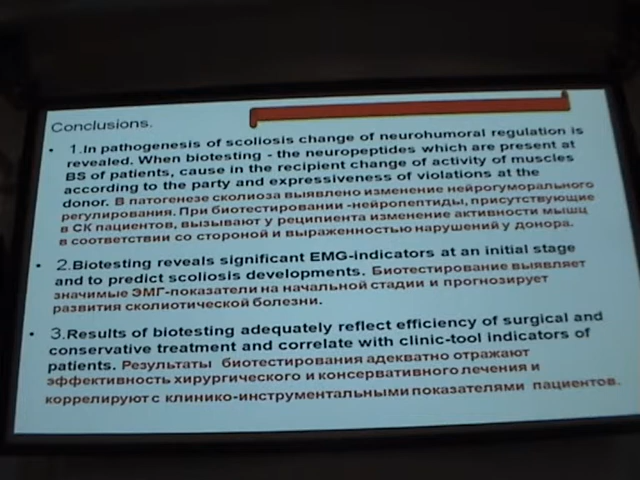 Conclusions.
• 1.In pathogenesis of scoliosis change of neurohumoral regulation is
revealed. When biotesting - the neuropeptides which are present at
BS of patients, cause in the recipient change of activity of muscles
according to the party and expressiveness of violations at the
donor. В патогенезе сколиоза выявлено изменение нейрогуморального
регулирования. При биотестировании -нейропептиды, присутствующие
в СК пациентов, вызывают у реципиента изменение активности мышц
в соответствии со стороной и выраженностью нарушений у донора.
• 2.Biotesting reveals significant EMG-indicators at an initial stage
and to predict scoliosis developments. Биотестирование выявляет
значимые ЭМГ-показатели на начальной стадии и прогнозирует
развития сколиотической болезни.
• 3.Results of biotesting adequately reflect efficiency of surgical and
conservative treatment and correlate with clinic-tool indicators of
patients. Результаты биотестирования адекватно отражают
эффективность хирургического и консервативного лечения и
коррелируют с клинико-инструментальными показателями пациентов.